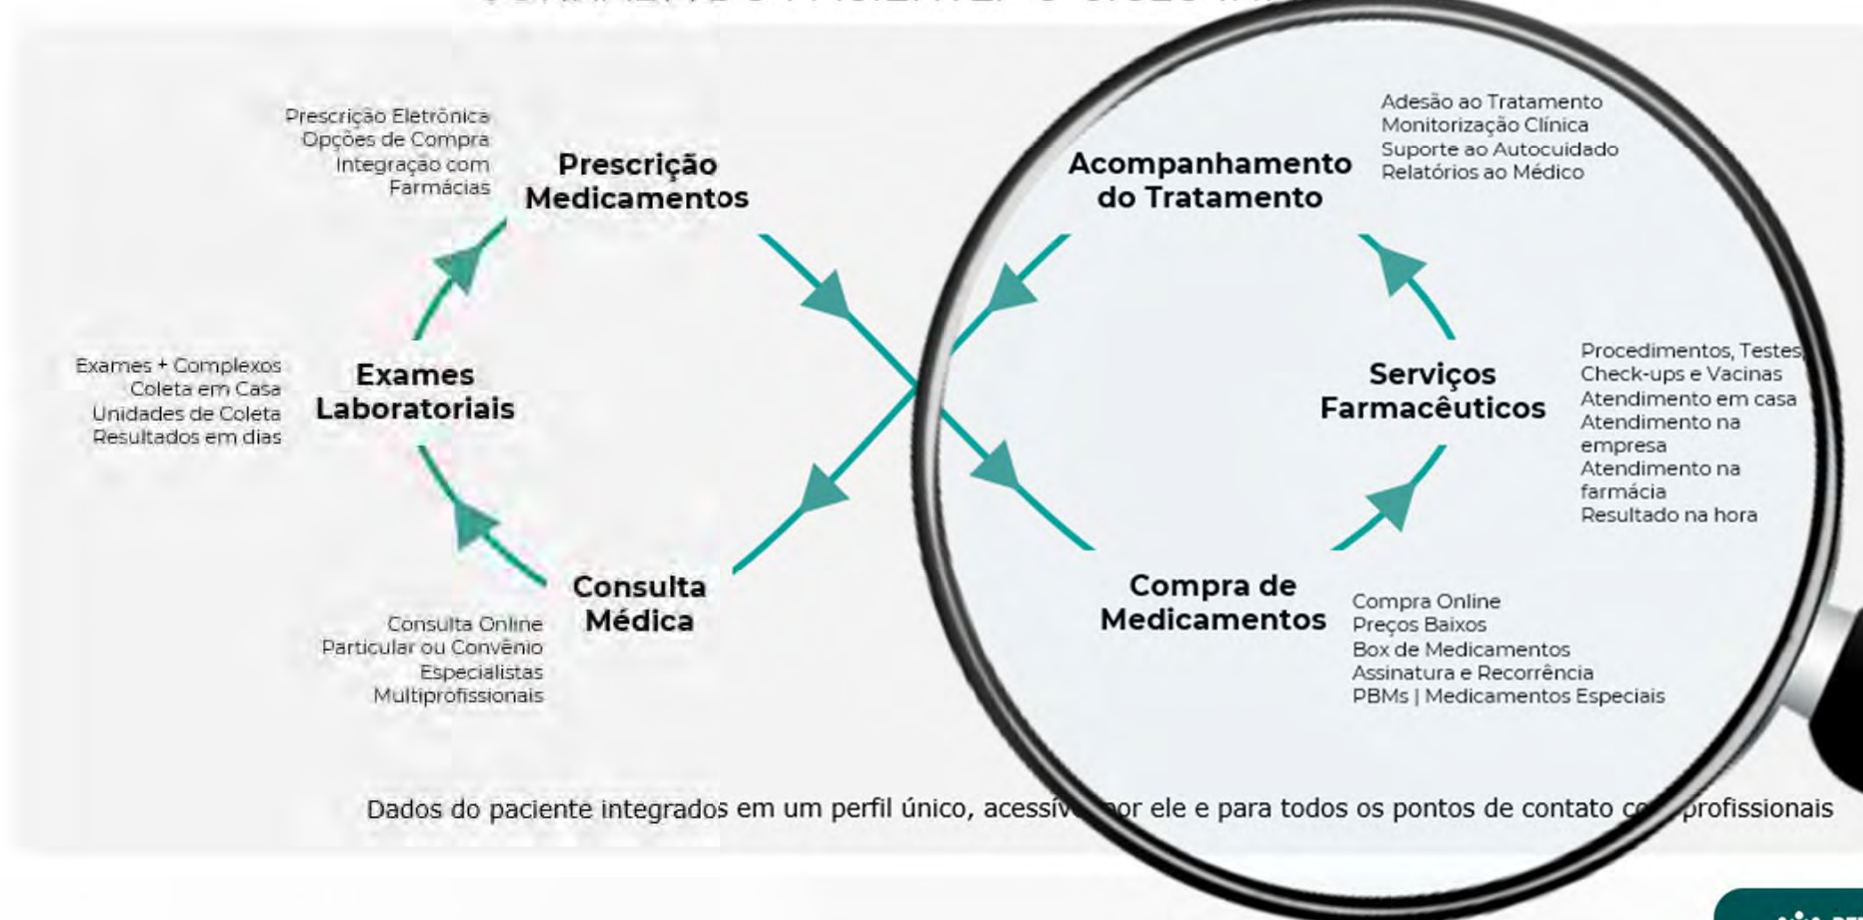 Prescrição Eletrônica
Opções de Compra
Integração com
Farmácias
Prescrição
Medicamentos
Acompanhamento
do Tratamento
Adesão ao Tratamento
Monitorização Clínica
Suporte ao Autocuidado
Relatórios ao Médico
Exames + Complexos
Coleta em Casa
Unidades de Coleta
Resultados em dias
Exames
Laboratoriais
Serviços
Farmacêuticos
Procedimentos, Testes,
Check-ups e Vacinas
Atendimento em casa
Atendimento na
empresa
Atendimento na
farmácia
Resultado na hora
Consulta
Médica
Consulta Online
Particular ou Convênio
Especialistas
Multiprofissionais
Compra de
Medicamentos
Compra Online
Preços Baixos
Box de Medicamentos
Assinatura e Recorrência
PBMs | Medicamentos Especiais
Dados do paciente integrados em um perfil único, por ele e para todos os pontos de contato profissionais